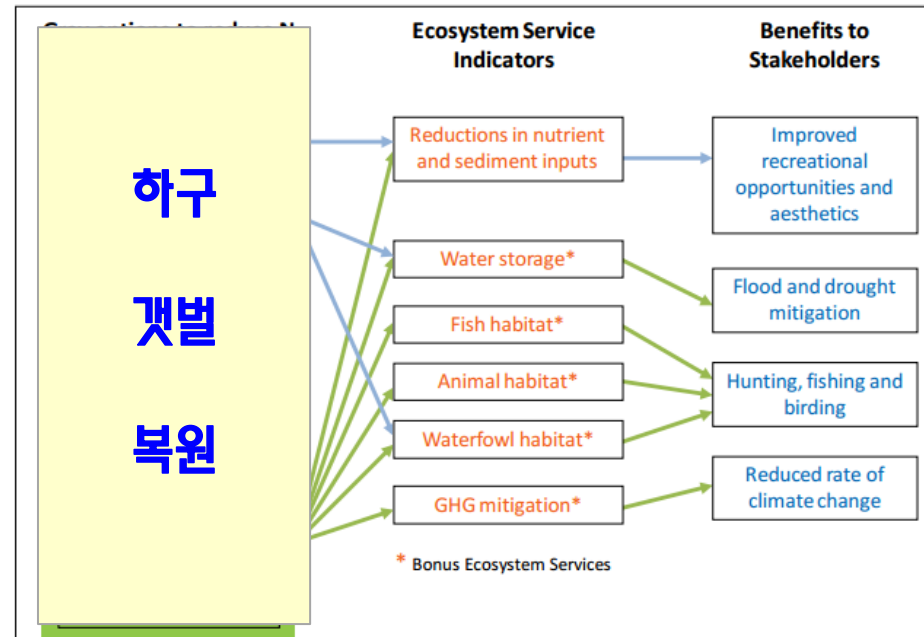 Ecosystem Service
Indicators
Benefits to
Stakeholders
하구
갯벌
복원
Reductions in nutrient
and sediment inputs
Improved
recreational
opportunities and
aesthetics
Water storage*
Flood and drought
mitigation
Fish habitat*
Animal habitat*
Hunting, fishing and
birding
Waterfowl habitat*
GHG mitigation*
Reduced rate of
climate change
* Bonus Ecosystem Services